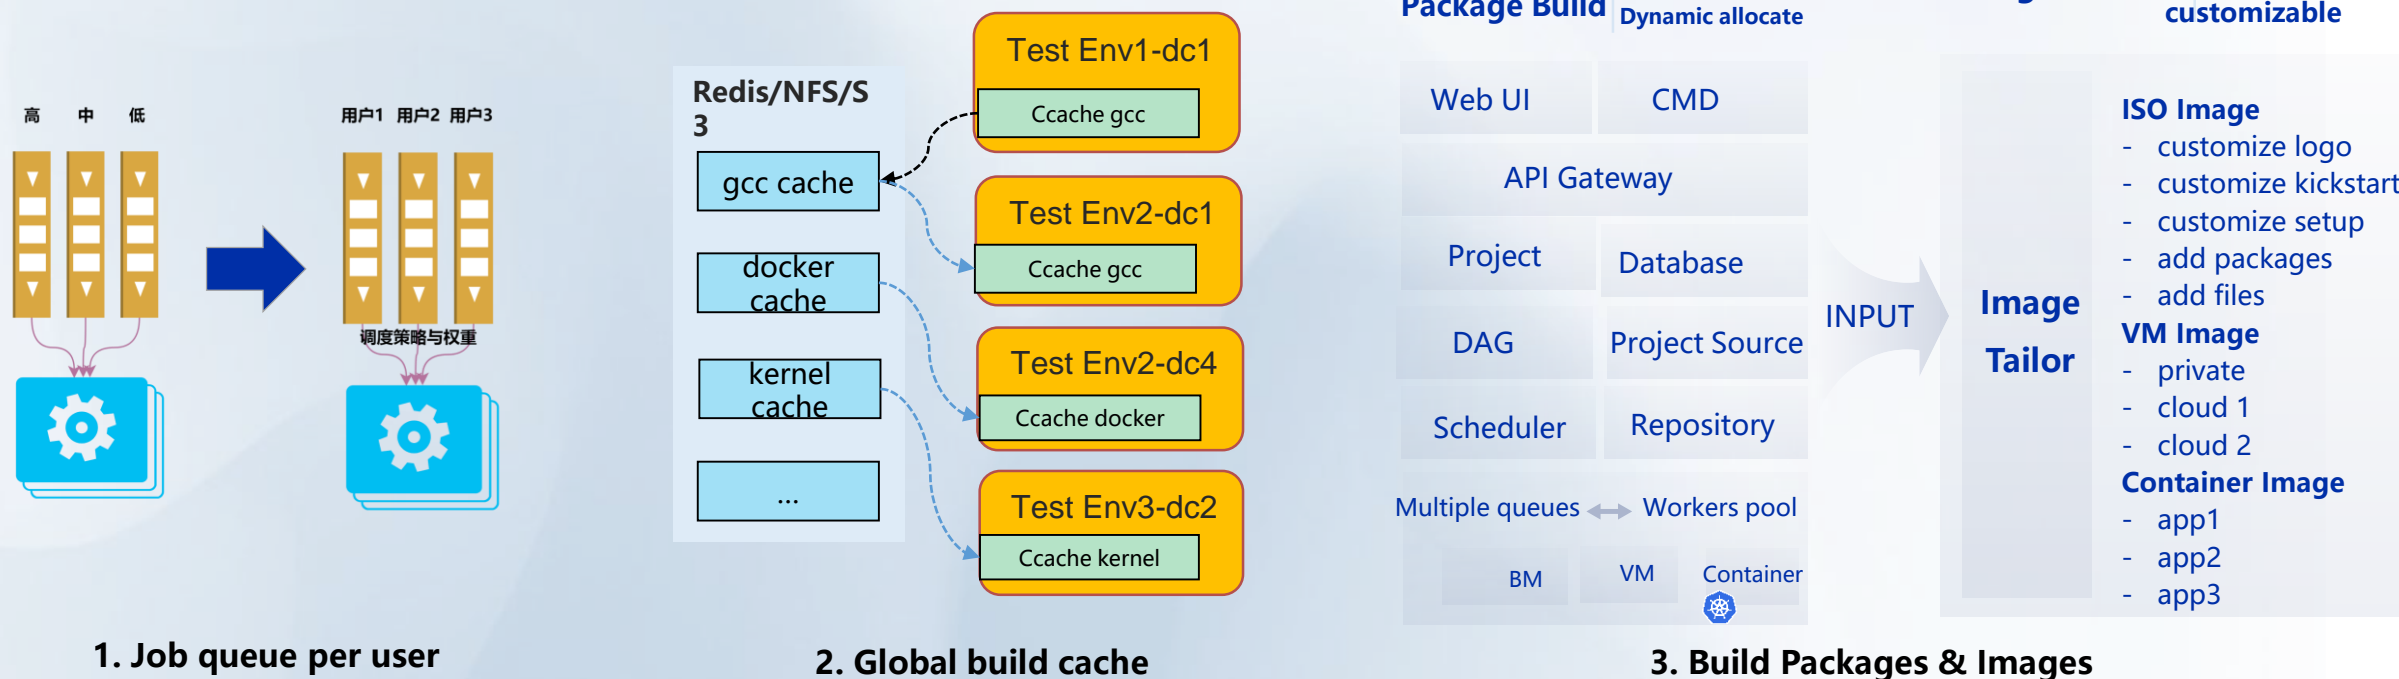 高 中 低
用户1 用户2 用户3
调度策略与权重
1. Job queue per user
Redis/NFS/S
3
gcc cache
docker
cache
kernel
cache
...
Test Env1-dc1
Ccache gcc
Test Env2-dc1
Ccache gcc
Test Env2-dc4
Ccache docker
Test Env3-dc2
Ccache kernel
2. Global build cache
Package Build
Dynamic allocate
customizable
Web UI
CMD
API Gateway
Project
Database
DAG
Project Source
Scheduler
Repository
Multiple queues
Workers pool
BM
VM
Container
INPUT
Image
Tailor
ISO Image
- customize logo
- customize kickstart
- customize setup
- add packages
- add files
VM Image
- private
- cloud 1
- cloud 2
Container Image
- app1
- app2
- app3
3. Build Packages & Images